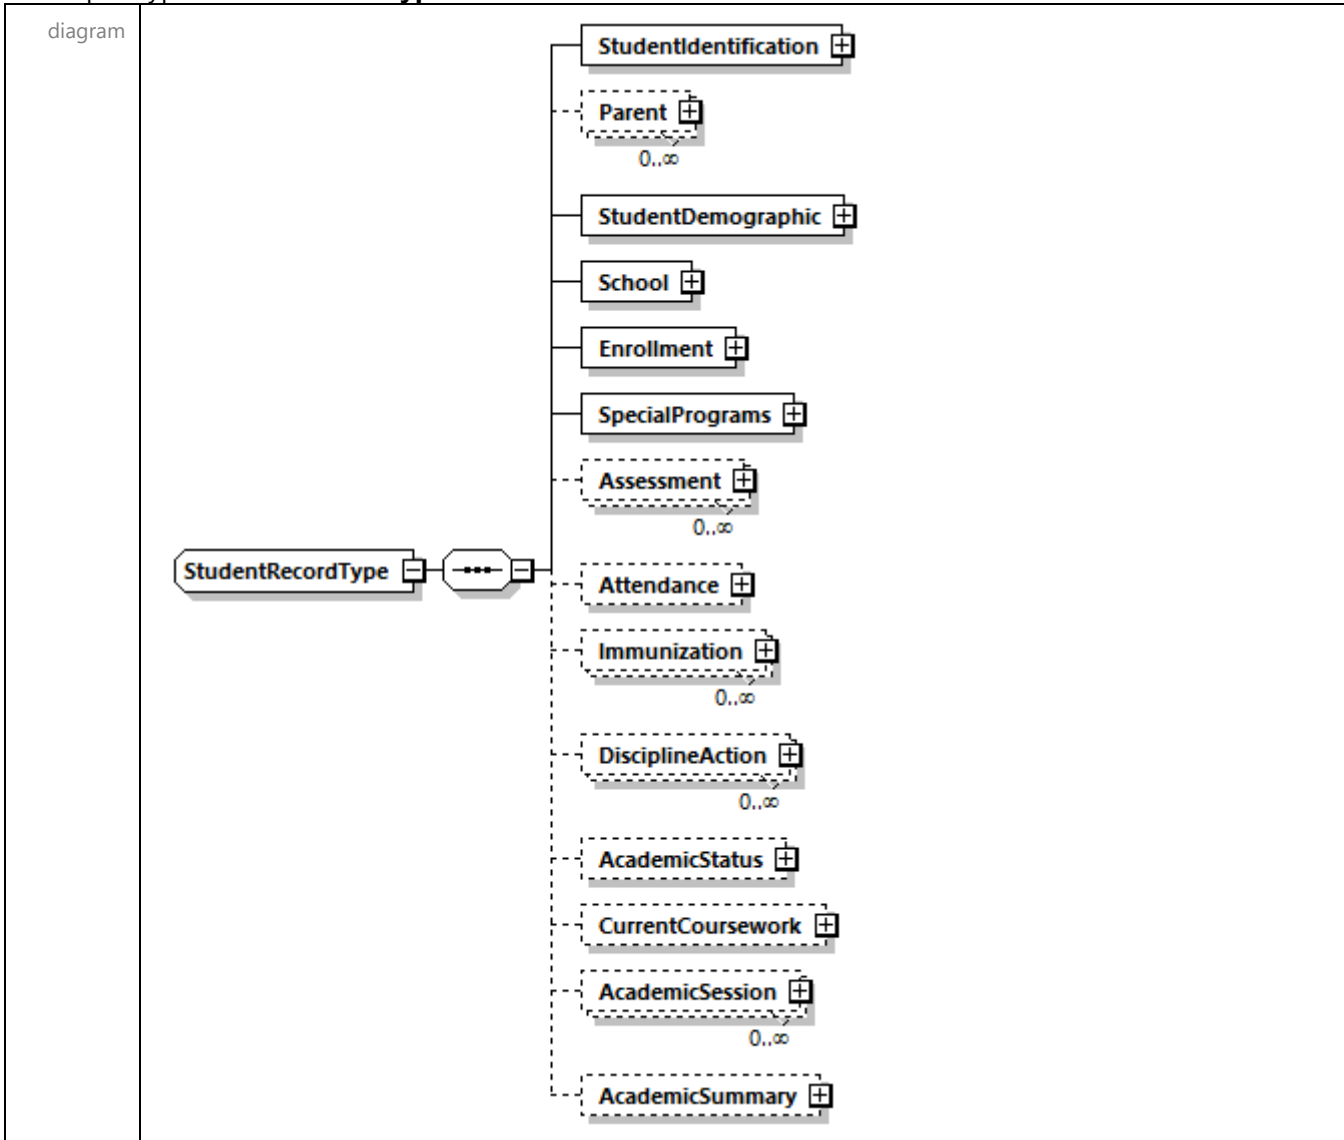 diagram
StudentIdentification
Parent
0..∞
StudentDemographic
School
Enrollment
SpecialPrograms
Assessment
0..∞
StudentRecordType
Attendance
Immunization
0..∞
DisciplineAction
0..∞
AcademicStatus
CurrentCoursework
AcademicSession
0..∞
AcademicSummary